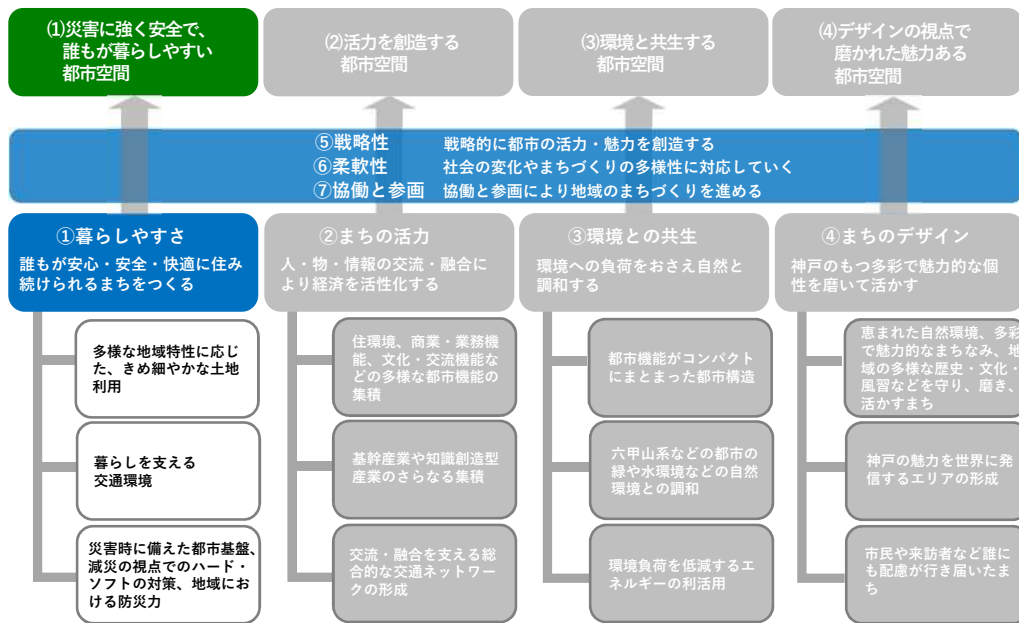 (1)災害に強く安全で、
誰もが暮らしやすい
都市空間
(2)活力を創造する
都市空間
(3)環境と共生する
都市空間
(4)デザインの視点で
磨かれた魅力ある
都市空間
⑤戦略性 戦略的に都市の活力・魅力を創造する
⑥柔軟性 社会の変化やまちづくりの多様性に対応していく
⑦協働と参画 協働と参画により地域のまちづくりを進める
①暮らしやすさ
誰もが安心・安全・快適に住み
続けられるまちをつくる
多様な地域特性に応じ
た、きめ細やかな土地
利用
暮らしを支える
交通環境
災害時に備えた都市基盤、
減災の視点でのハード・
ソフトの対策、地域にお
ける防災力
②まちの活力
人・物・情報の交流・融合に
より経済を活性化する
住環境、商業・業務機
能、文化・交流機能な
どの多様な都市機能の
集積
基幹産業や知識創造型
産業のさらなる集積
交流・融合を支える総
合的な交通ネットワー
クの形成
③環境との共生
環境への負荷をおさえ自然と
調和する
都市機能がコンパクト
にまとまった都市構造
六甲山系などの都市の
緑や水環境などの自然
環境との調和
環境負荷を低減するエ
ネルギーの利活用
④まちのデザイン
神戸のもつ多彩で魅力的な個
性を磨いて活かす
恵まれた自然環境、多彩
で魅力的なまちなみ、地
域の多様な歴史・文化・
風習などを守り、磨き、
活かすまち
神戸の魅力を世界に発
信するエリアの形成
市民や来訪者など誰に
も配慮が行き届いたま
ち